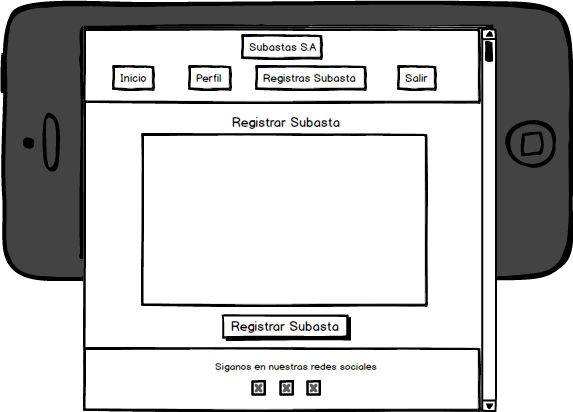 Subastas S.A
Inicio
Perfil
Registras Subasta
Salir
Registrar Subasta
Registrar Subasta
Siganos en nuestras redes sociales